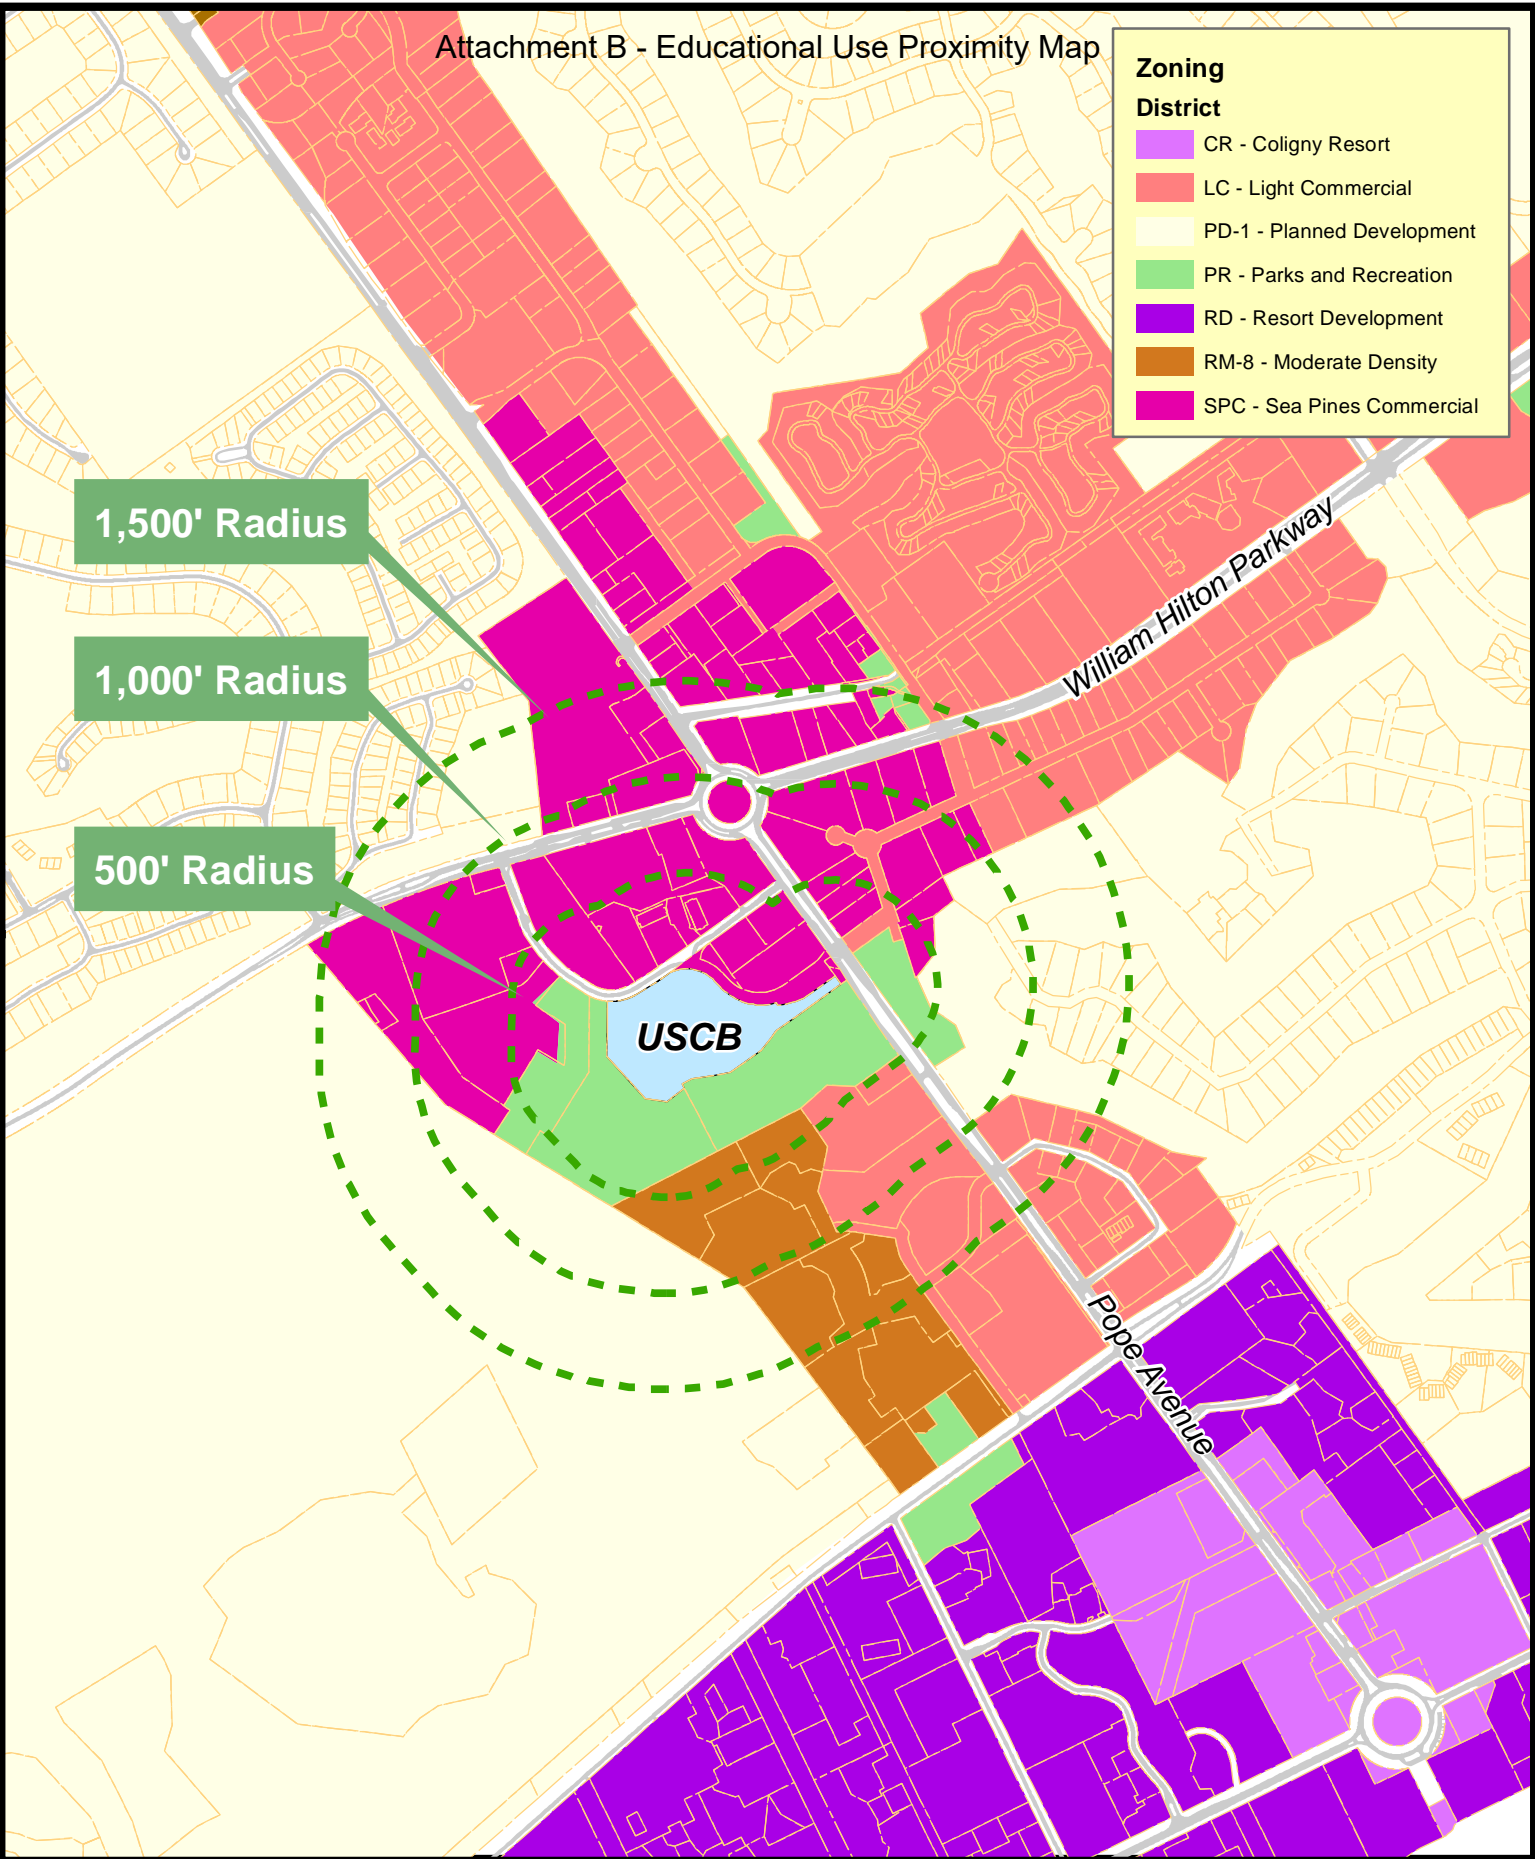 Attachment B - Educational Use Proximity Map
Zoning
District
CR - Coligny Resort
LC - Light Commercial
PD-1 - Planned Development
PR - Parks and Recreation
RD - Resort Development
RM-8 - Moderate Density
SPC - Sea Pines Commercial
1,500' Radius
William Hilton Parkway
1,000' Radius
500' Radius
USCB
Pope Avenue